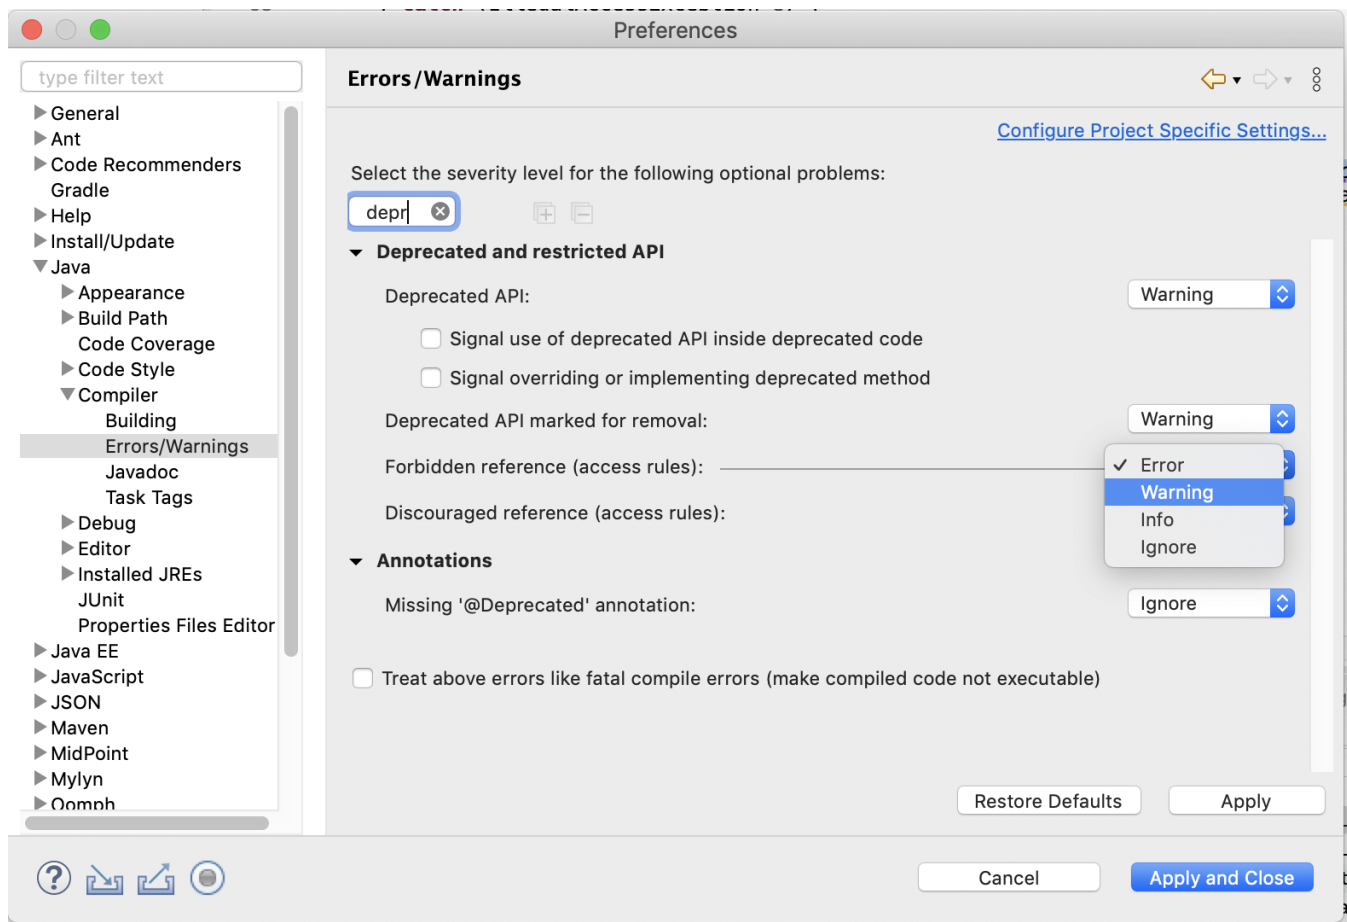 Preferences
type filter text
General
Ant
Code Recommenders
Gradle
Help
Install/Update
Java
Appearance
Build Path
Code Coverage
Code Style
Compiler
Building
Errors/Warnings
Javadoc
Task Tags
Debug
Editor
Installed JREs
JUnit
Properties Files Editor
Java EE
JavaScript
JSON
Maven
MidPoint
Mylyn
Oomph
Errors/Warnings
Configure Project Specific Settings...
Select the severity level for the following optional problems:
depr
Deprecated and restricted API
Deprecated API: Warning
Signal use of deprecated API inside deprecated code
Signal overriding or implementing deprecated method
Deprecated API marked for removal: Warning
Forbidden reference (access rules): Error
Warning
Discouraged reference (access rules): Info
Ignore
Annotations
Missing '@Deprecated' annotation: Ignore
Treat above errors like fatal compile errors (make compiled code not executable)
Restore Defaults Apply
? Cancel Apply and Close